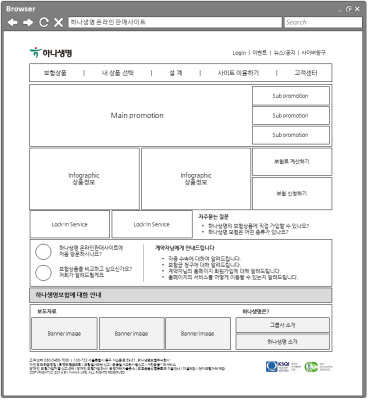 Browser
하나생명 온라인 판매사이트
Search
하나생명
Login | 이벤트 | 뉴스/공지 | 사이버창구
보험상품 | 내 상품 선택 | 설 계 | 사이트 이용하기 | 고객센터
Main promotion
Sub promotion
Sub promotion
Sub promotion
Infographic
상품정보
Infographic
상품정보
보험료 계산하기
보험 신청하기
Lock-in Service
Lock-in Service
자주묻는 질문
• 하나생명의 보험상품에 직접 가입할 수 있나요?
• 하나생명 보험은 어떤 종류가 있나요?
하나생명 온라인판매사이트에
처음 방문하시나요?
보험상품을 비교하고 싶으신가요?
저희가 알려드릴게요
계약자님에게 안내드립니다
• 각종 수속에 대하여 알려드립니다.
• 보험금 청구에 대해 알려드립니다.
• 계약자님의 홈페이지 회원가입에 대해 알려드립니다.
• 홈페이지의 서비스를 어떻게 이용할 수 있는지 알려드립니다.
하나생명보험에 대한 안내
보도자료
하나생명은?
Banner image
Banner image
Banner image
그룹사 소개
하나생명 소개
KSQI